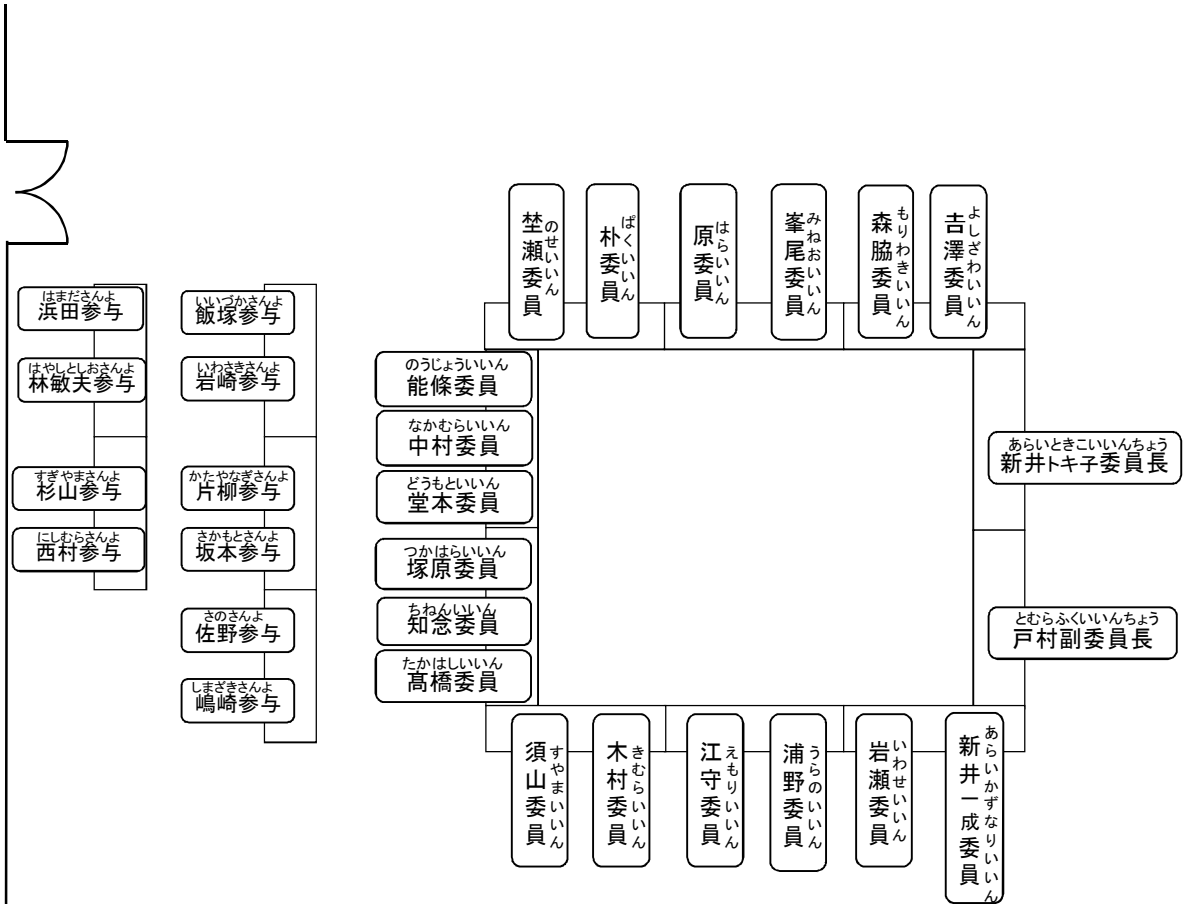 のせいいん
埜瀬委員
ぱくいいん
朴委員
はらいいん
原委員
みねおいいん
峯尾委員
もりわきいいん
森脇委員
よしざわいいん
𠮷澤委員
はまださんよ
浜田参与
はやしとしおさんよ
林敏夫参与
すぎやまさんよ
杉山参与
にしむらさんよ
西村参与
いいづかさんよ
飯塚参与
いわさきさんよ
岩崎参与
かたやなぎさんよ
片柳参与
さかもとさんよ
坂本参与
さのさんよ
佐野参与
しまざきさんよ
嶋崎参与
のうじょういいん
能條委員
なかむらいいん
中村委員
どうもといいん
堂本委員
つかはらいいん
塚原委員
ちねんいいん
知念委員
たかはしいいん
髙橋委員
あらいときこいいんちょう
新井トキ子委員長
とむらふくいいんちょう
戸村副委員長
すやまいいん
須山委員
きむらいいん
木村委員
えもりいいん
江守委員
うらのいいん
浦野委員
いわせいいん
岩瀬委員
あらいかずなりいいん
新井一成委員